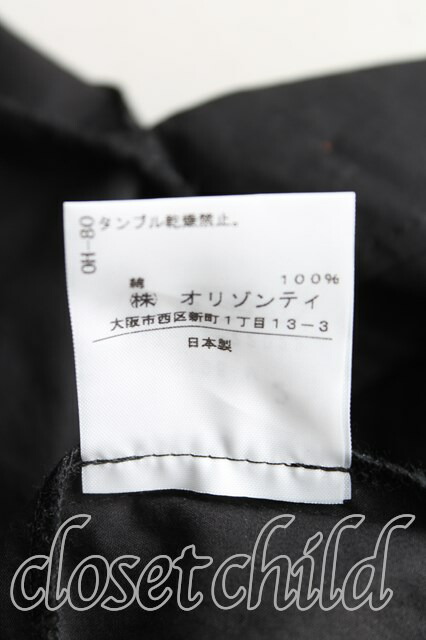 OH-80
タンブル乾燥禁止。
綿 100%
㈱ オリゾンティ
大阪市西区新町1丁目13-3
日本製
closet child